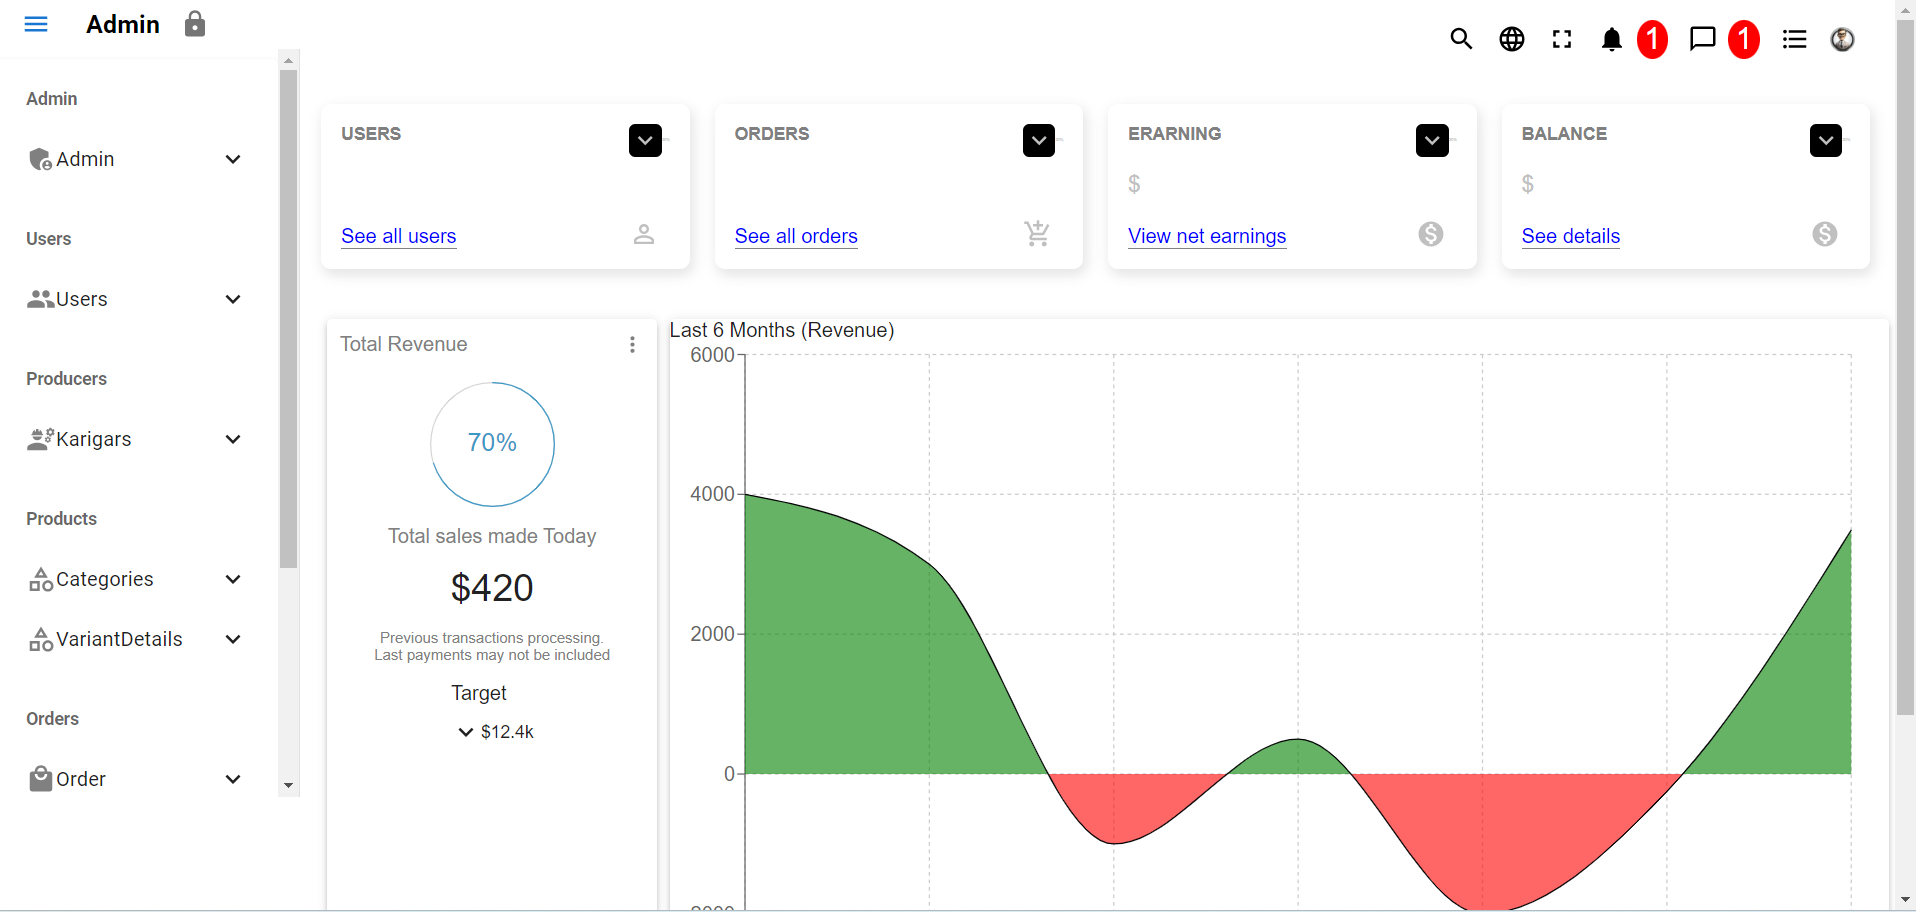 Admin
1
1
Admin
Admin
Users
Users
Producers
Karigars
Products
Categories
VariantDetails
Orders
Order
USERS
See all users
ORDERS
See all orders
ERARNING
$
View net earnings
BALANCE
$
See details
Total Revenue
70%
Total sales made Today
$420
Previous transactions processing.
Last payments may not be included
Target
$12.4k
Last 6 Months (Revenue)
6000
4000
2000
0